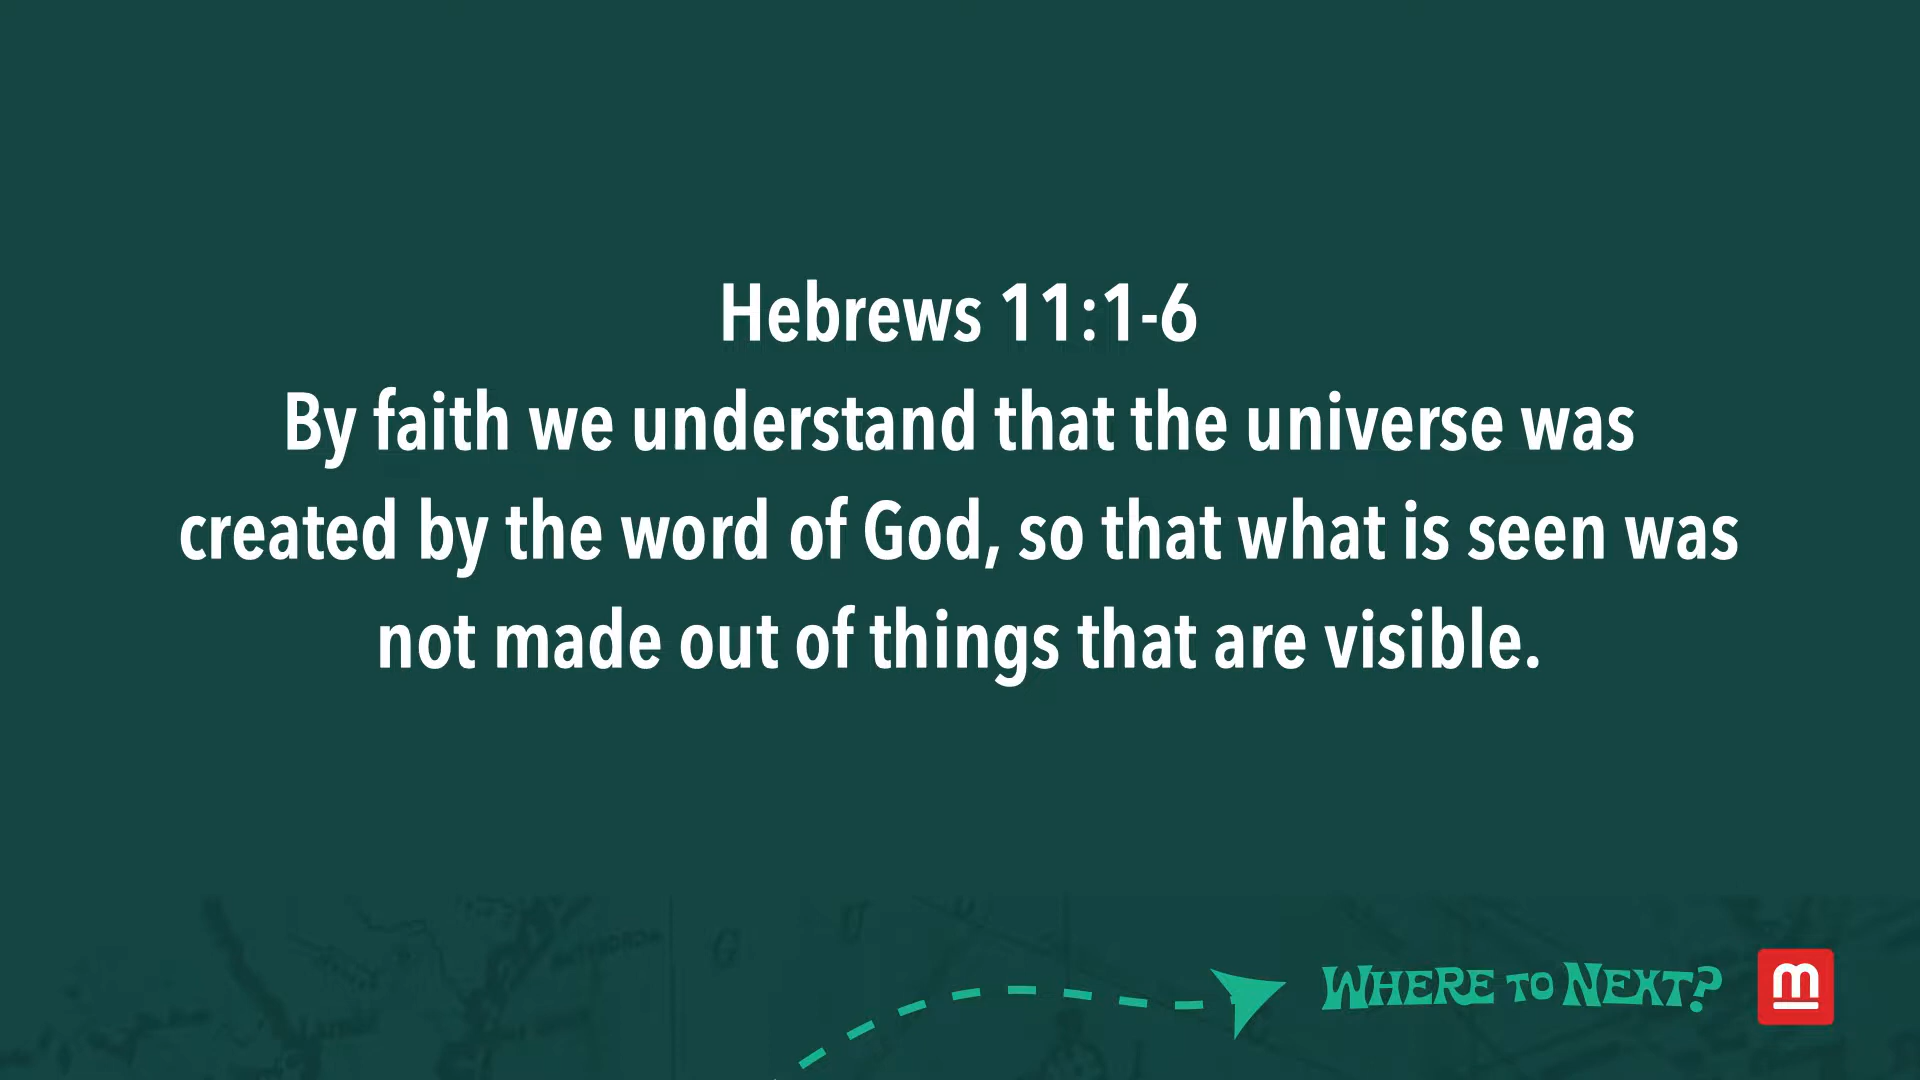 Hebrews 11:1-6
By faith we understand that the universe was
created by the word of God, so that what is seen was
not made out of things that are visible.
G U
WHERE TO NEXT?
m